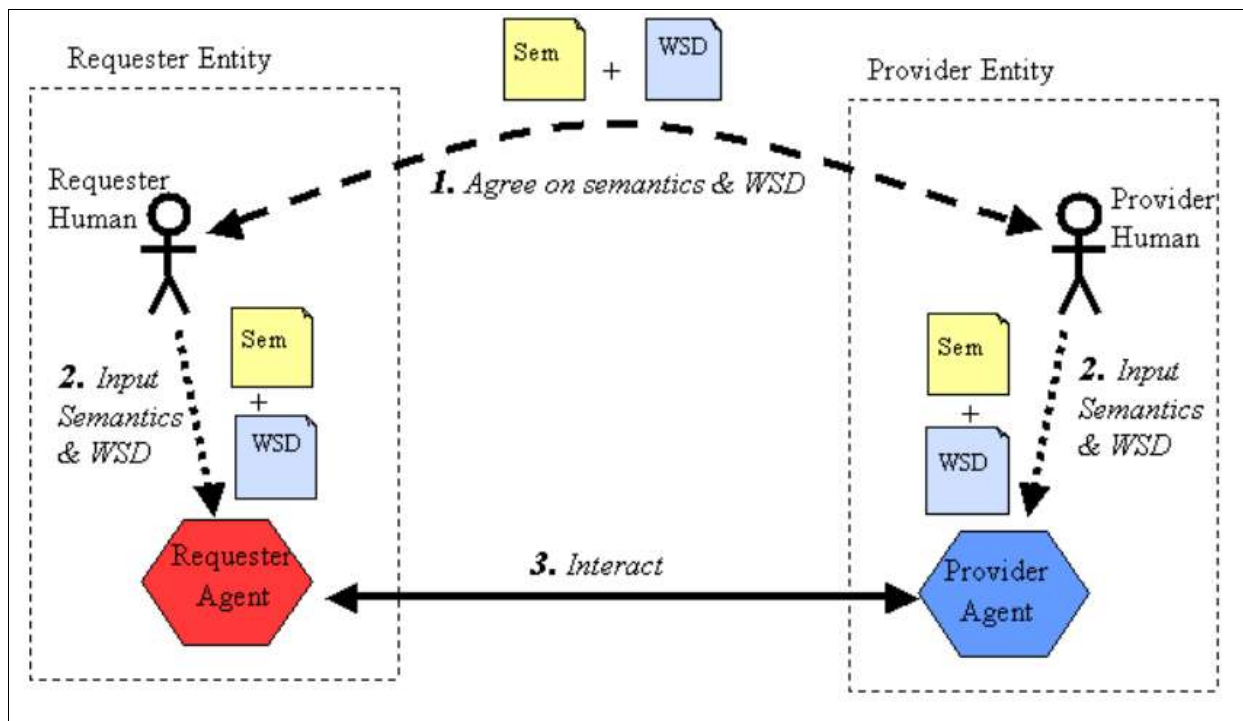 Requester Entity
Sem
+
WSD
Provider Entity
Requester
Human
1. Agree on semantics & WSD
Provider
Human
Sem
+
WSD
2. Input
Semantics
& WSD
Sem
+
WSD
2. Input
Semantics
& WSD
Requester
Agent
3. Interact
Provider
Agent